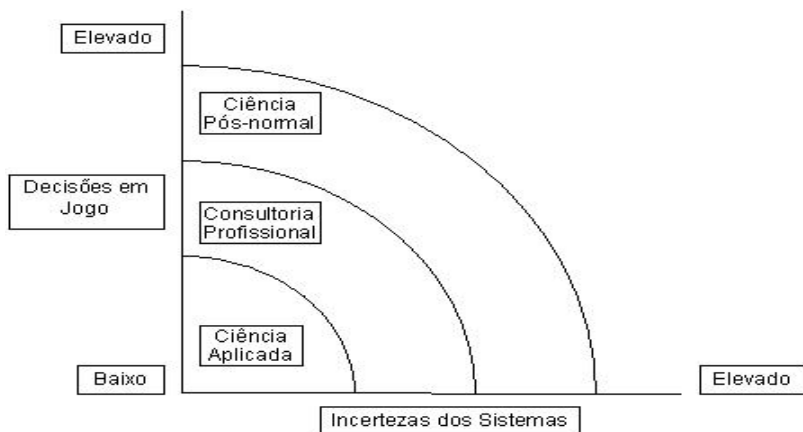 Elevado
Ciência
Pós-normal
Decisões em
Jogo
Consultoria
Profissional
Ciência
Aplicada
Baixo
Elevado
Incertezas dos Sistemas